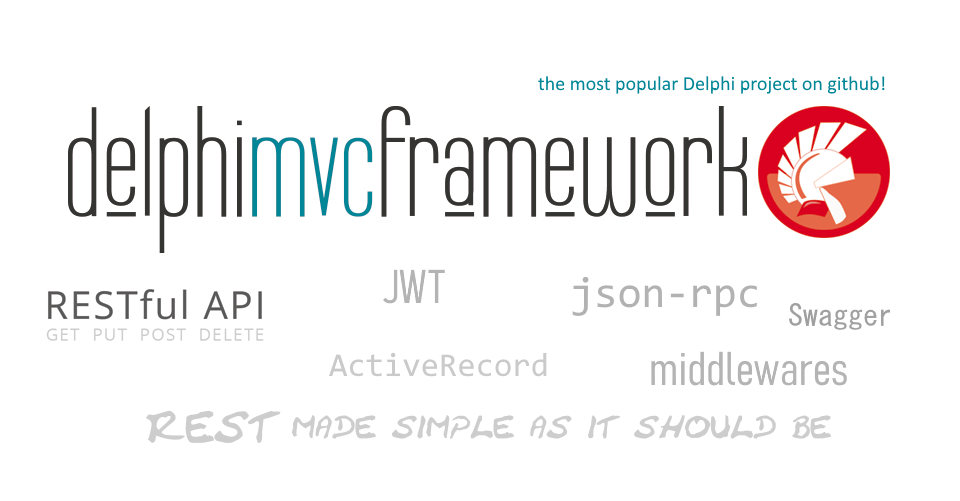 the most popular Delphi project on github!
delphimvcframework
JWT
json-rpc
RESTful API
Swagger
GET PUT POST DELETE
ActiveRecord
middlewares
REST MADE SIMPLE AS IT SHOULD BE